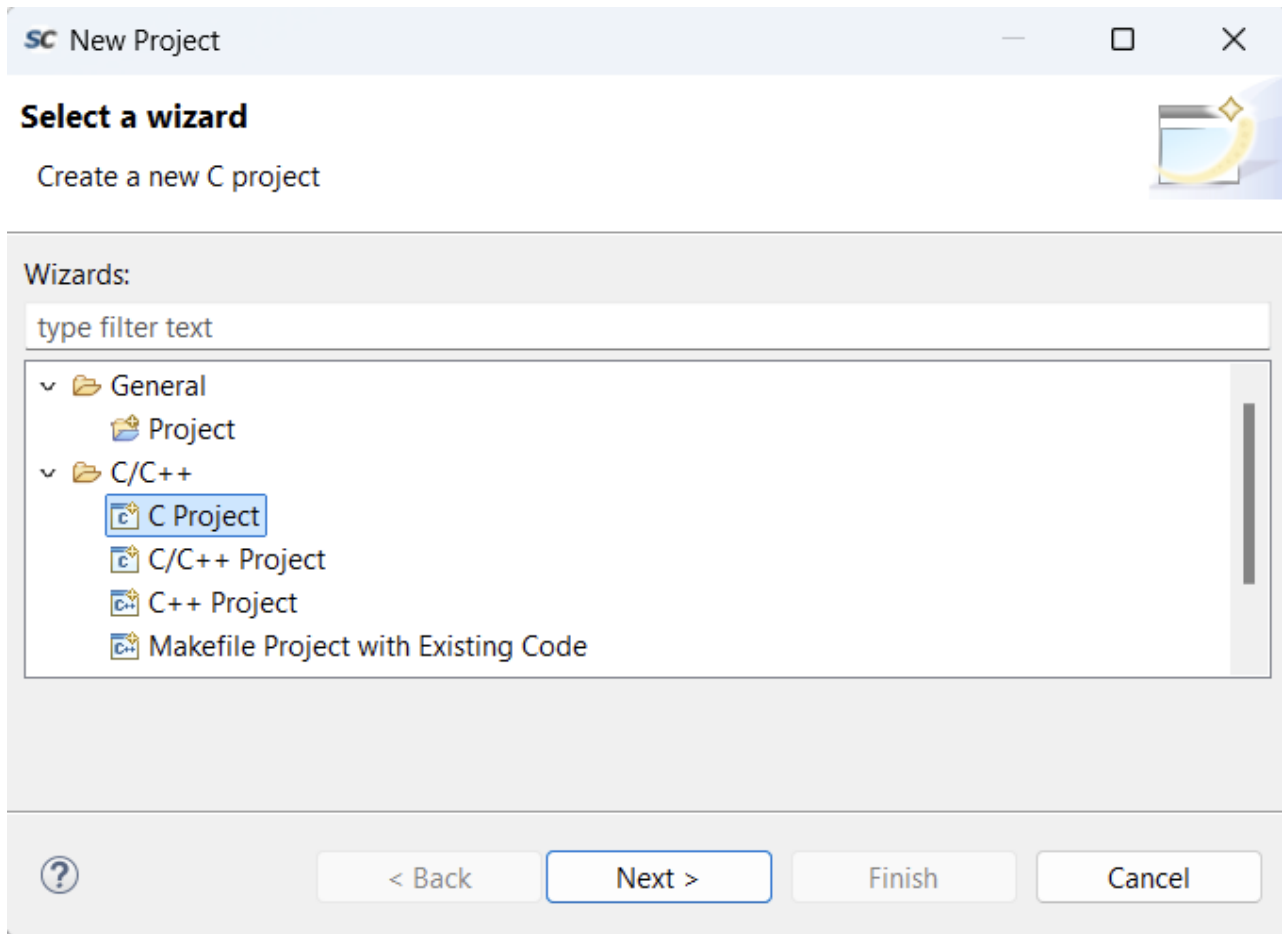 SC New Project
Select a wizard
Create a new C project
Wizards:
type filter text
General
Project
C/C++
C Project
C/C++ Project
C++ Project
Makefile Project with Existing Code
? < Back Next > Finish Cancel